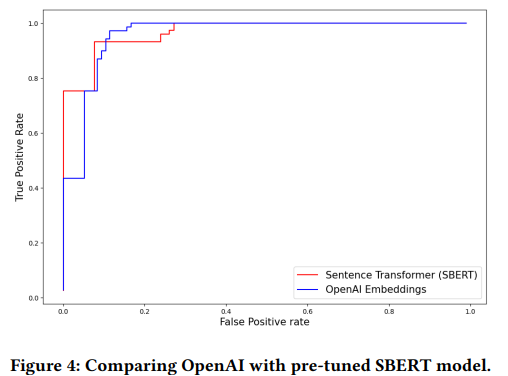 1.0
0.8
0.6
0.4
0.2
0.0
True Positive Rate
Sentence Transformer (SBERT)
OpenAI Embeddings
0.0 0.2 0.4 0.6 0.8 1.0
False Positive rate
Figure 4: Comparing OpenAI with pre-tuned SBERT model.